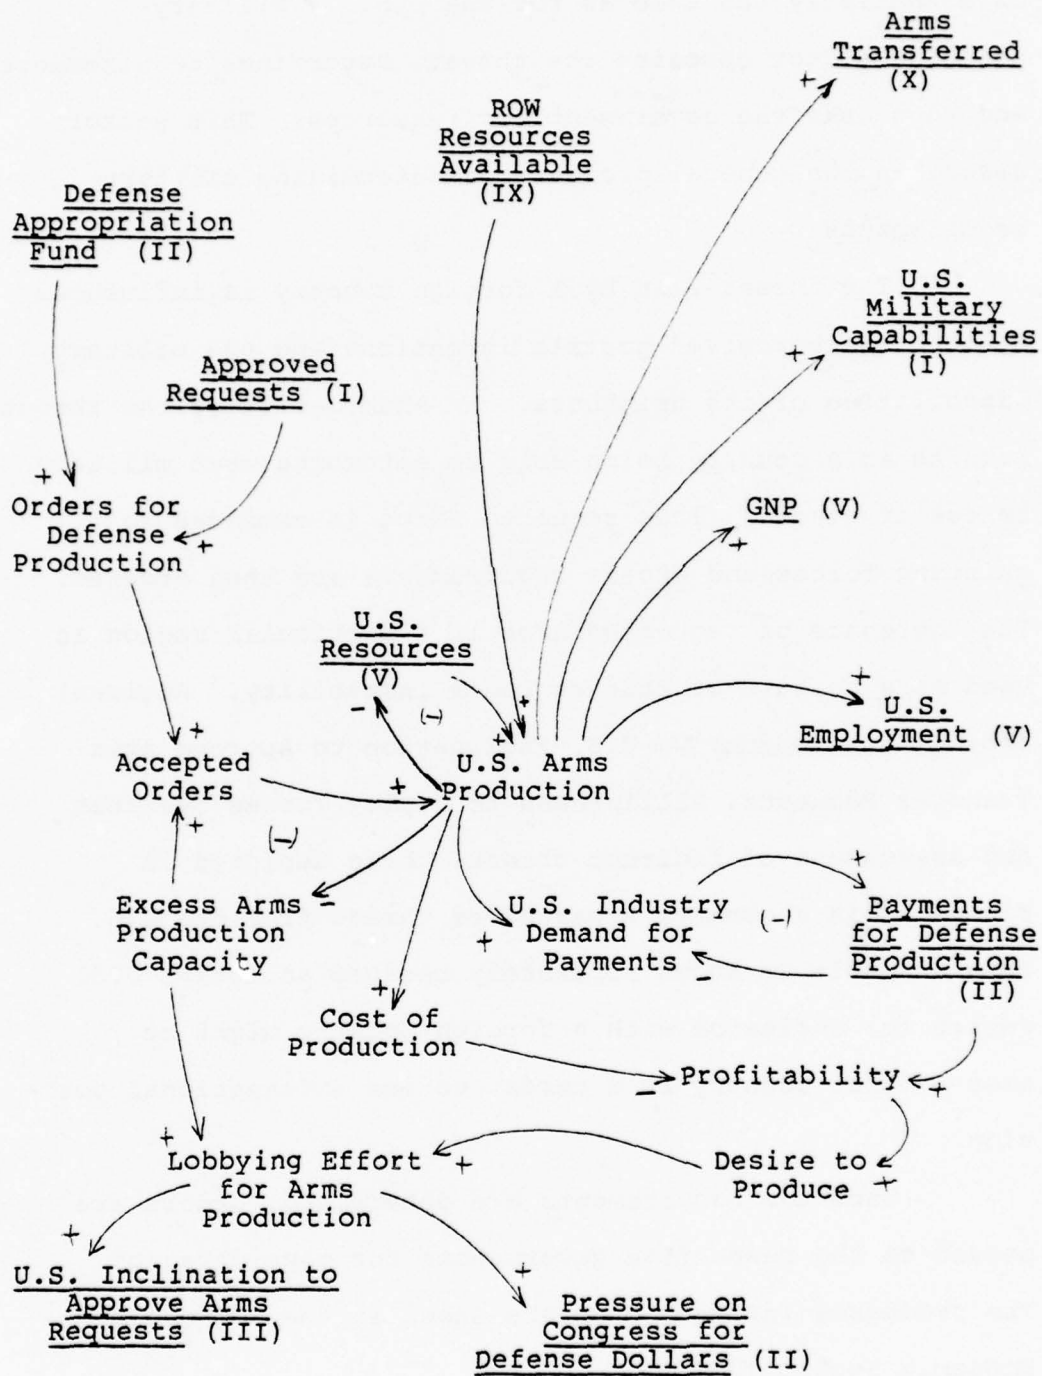 Arms
Transferred
(X)
+
ROW
Resources
Available
(IX)
Defense
Appropriation
Fund (II)
U.S.
Military
Capabilities
(I)
+
Approved
Requests (I)
+
Orders for
Defense
Production
+
GNP (V)
+
U.S.
Resources
(V)
-
(-)
+
+
+
U.S.
Employment (V)
+
Accepted
Orders
+
U.S. Arms
Production
+
(-)
Excess Arms
Production
Capacity
-
U.S. Industry
Demand for
Payments
+
(-)
+
Payments
for Defense
Production
(II)
-
+
Cost of
Production
-
Profitability
+
+
Lobbying Effort
for Arms
Production
+
Desire to
Produce
+
+
U.S. Inclination to
Approve Arms
Requests (III)
+
Pressure on
Congress for
Defense Dollars (II)